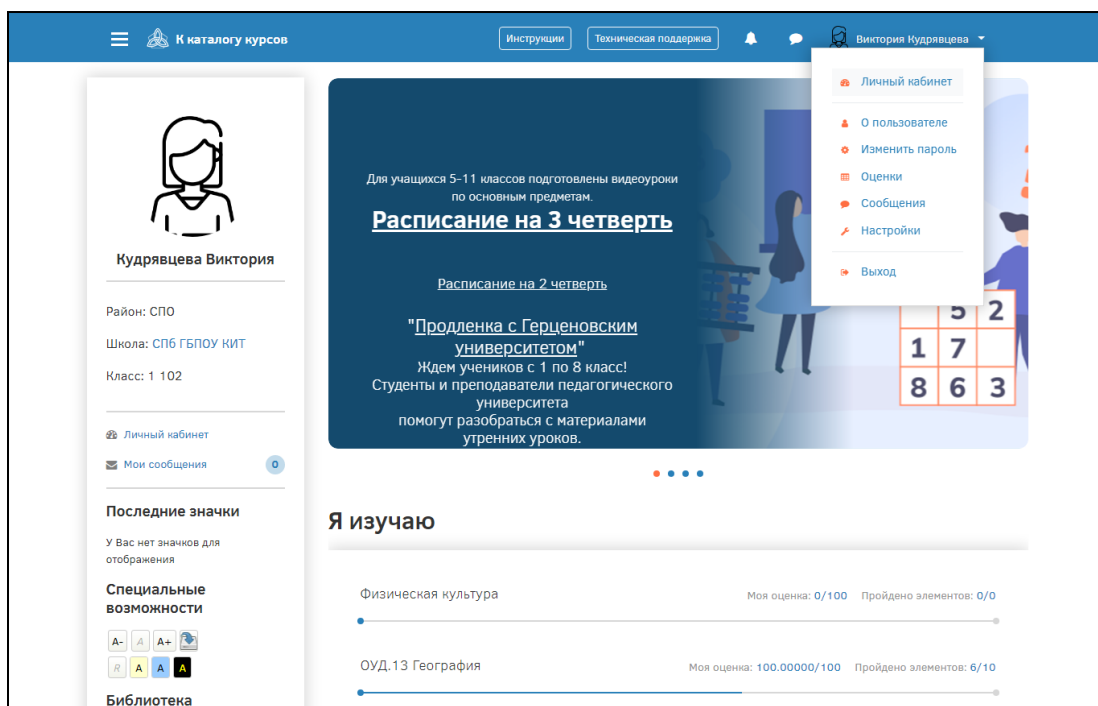 К каталогу курсов
Инструкции
Техническая поддержка
Виктория Кудрявцева
Личный кабинет
О пользователе
Изменить пароль
Оценки
Сообщения
Настройки
Выход
Кудрявцева Виктория
Район: СПО
Школа: СПб ГБПОУ КИТ
Класс: 1 102
Личный кабинет
Мои сообщения 0
Последние значки
У Вас нет значков для
отображения
Специальные
возможности
A- A A+
R A A A
Библиотека
Для учащихся 5-11 классов подготовлены видеоуроки
по основным предметам.
Расписание на 3 четверть
Расписание на 2 четверть
"Продленка с Герценовским
университетом"
Ждем учеников с 1 по 8 класс!
Студенты и преподаватели педагогического
университета
помогут разобраться с материалами
утренних уроков.
5 2
1 7
8 6 3
Я изучаю
Физическая культура Моя оценка: 0/100 Пройдено элементов: 0/0
ОУД.13 География Моя оценка: 100.00000/100 Пройдено элементов: 6/10